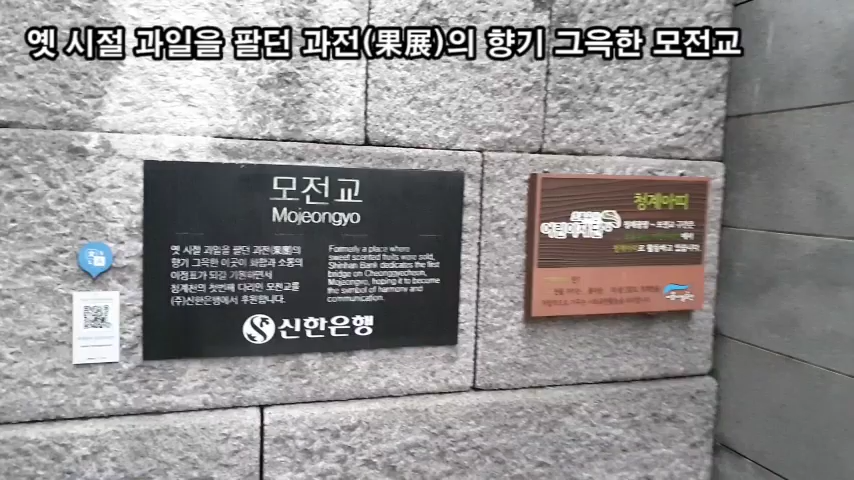 옛 시절 과일을 팔던 과전(果展)의 향기 그윽한 모전교
모전교
Mojeongyo
옛 시절 과일을 팔던 과전(果展)의
향기 그윽한 이곳이 화합과 소통의
이정표가 되길 기원하면서
청계천의 첫번째 다리인 모전교를
(주)신한은행에서 후원합니다.
Formerly a place where
sweet scented fruits were sold,
Shinhan Bank dedicates the first
bridge on Cheonggyecheon,
Mojeongyo, hoping it to become
the symbol of harmony and
communication.
신한은행
청계아띠
어린이재단